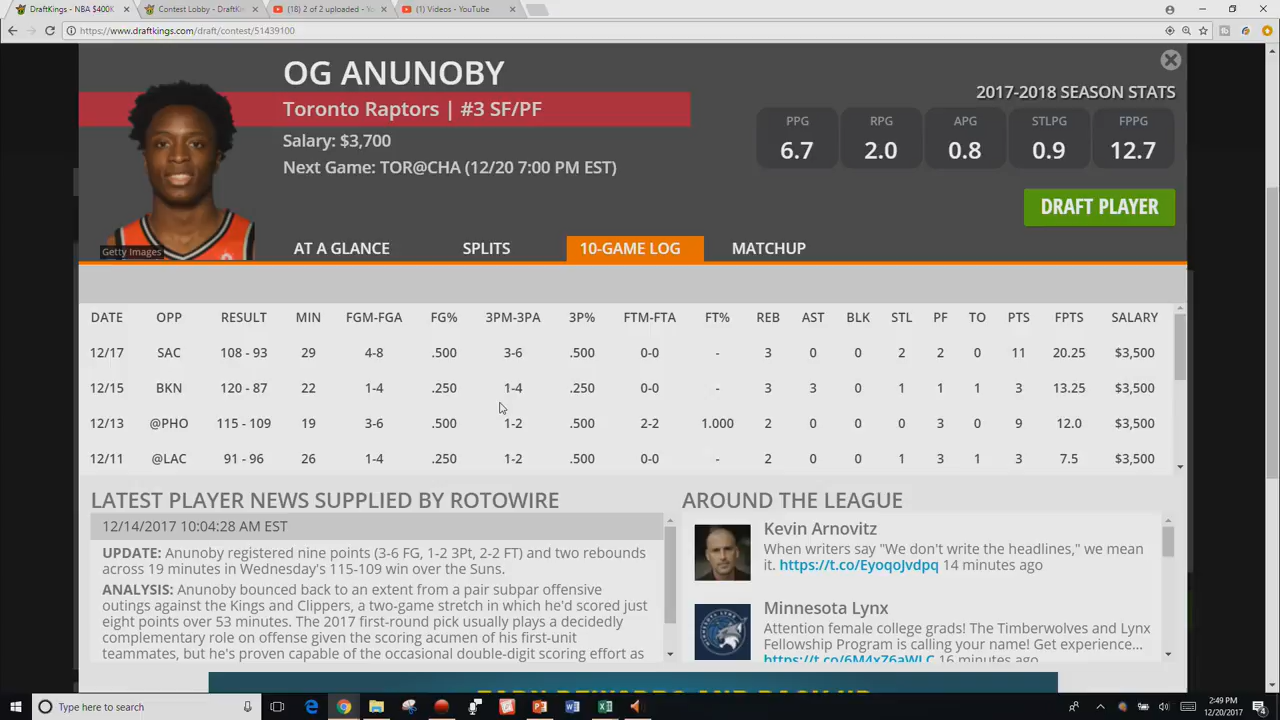 DraftKings - NBA $400K
Contest Lobby - DraftKi
(18) 2 of 2 uploaded - Yo
(1) Videos - YouTube
https://www.draftkings.com/draft/contest/51439100
OG ANUNOBY
Toronto Raptors | #3 SF/PF
Salary: $3,700
Next Game: TOR@CHA (12/20 7:00 PM EST)
2017-2018 SEASON STATS
PPG RPG APG STLPG FPPG
6.7 2.0 0.8 0.9 12.7
DRAFT PLAYER
Getty Images
AT A GLANCE SPLITS 10-GAME LOG MATCHUP
DATE OPP RESULT MIN FGM-FGA FG% 3PM-3PA 3P% FTM-FTA FT% REB AST BLK STL PF TO PTS FPTS SALARY
12/17 SAC 108 - 93 29 4-8 .500 3-6 .500 0-0 - 3 0 0 2 2 0 11 20.25 $3,500
12/15 BKN 120 - 87 22 1-4 .250 1-4 .250 0-0 - 3 3 0 1 1 1 3 13.25 $3,500
12/13 @PHO 115 - 109 19 3-6 .500 1-2 .500 2-2 1.000 2 0 0 0 3 0 9 12.0 $3,500
12/11 @LAC 91 - 96 26 1-4 .250 1-2 .500 0-0 - 2 0 0 1 3 1 3 7.5 $3,500
LATEST PLAYER NEWS SUPPLIED BY ROTOWIRE
12/14/2017 10:04:28 AM EST
UPDATE: Anunoby registered nine points (3-6 FG, 1-2 3Pt, 2-2 FT) and two rebounds
across 19 minutes in Wednesday's 115-109 win over the Suns.
ANALYSIS: Anunoby bounced back to an extent from a pair subpar offensive
outings against the Kings and Clippers, a two-game stretch in which he'd scored just
eight points over 53 minutes. The 2017 first-round pick usually plays a decidedly
complementary role on offense given the scoring acumen of his first-unit
teammates, but he's proven capable of the occasional double-digit scoring effort as
AROUND THE LEAGUE
Kevin Arnovitz
When writers say "We don't write the headlines," we mean
it. https://t.co/EyoqoJvdpq 14 minutes ago
Minnesota Lynx
Attention female college grads! The Timberwolves and Lynx
Fellowship Program is calling your name! Get experience...
https://t.co/6M4xZ6aWLC 16 minutes ago
EARN REWARDS AND BACK UP
Type here to search
2:49 PM
12/20/2017